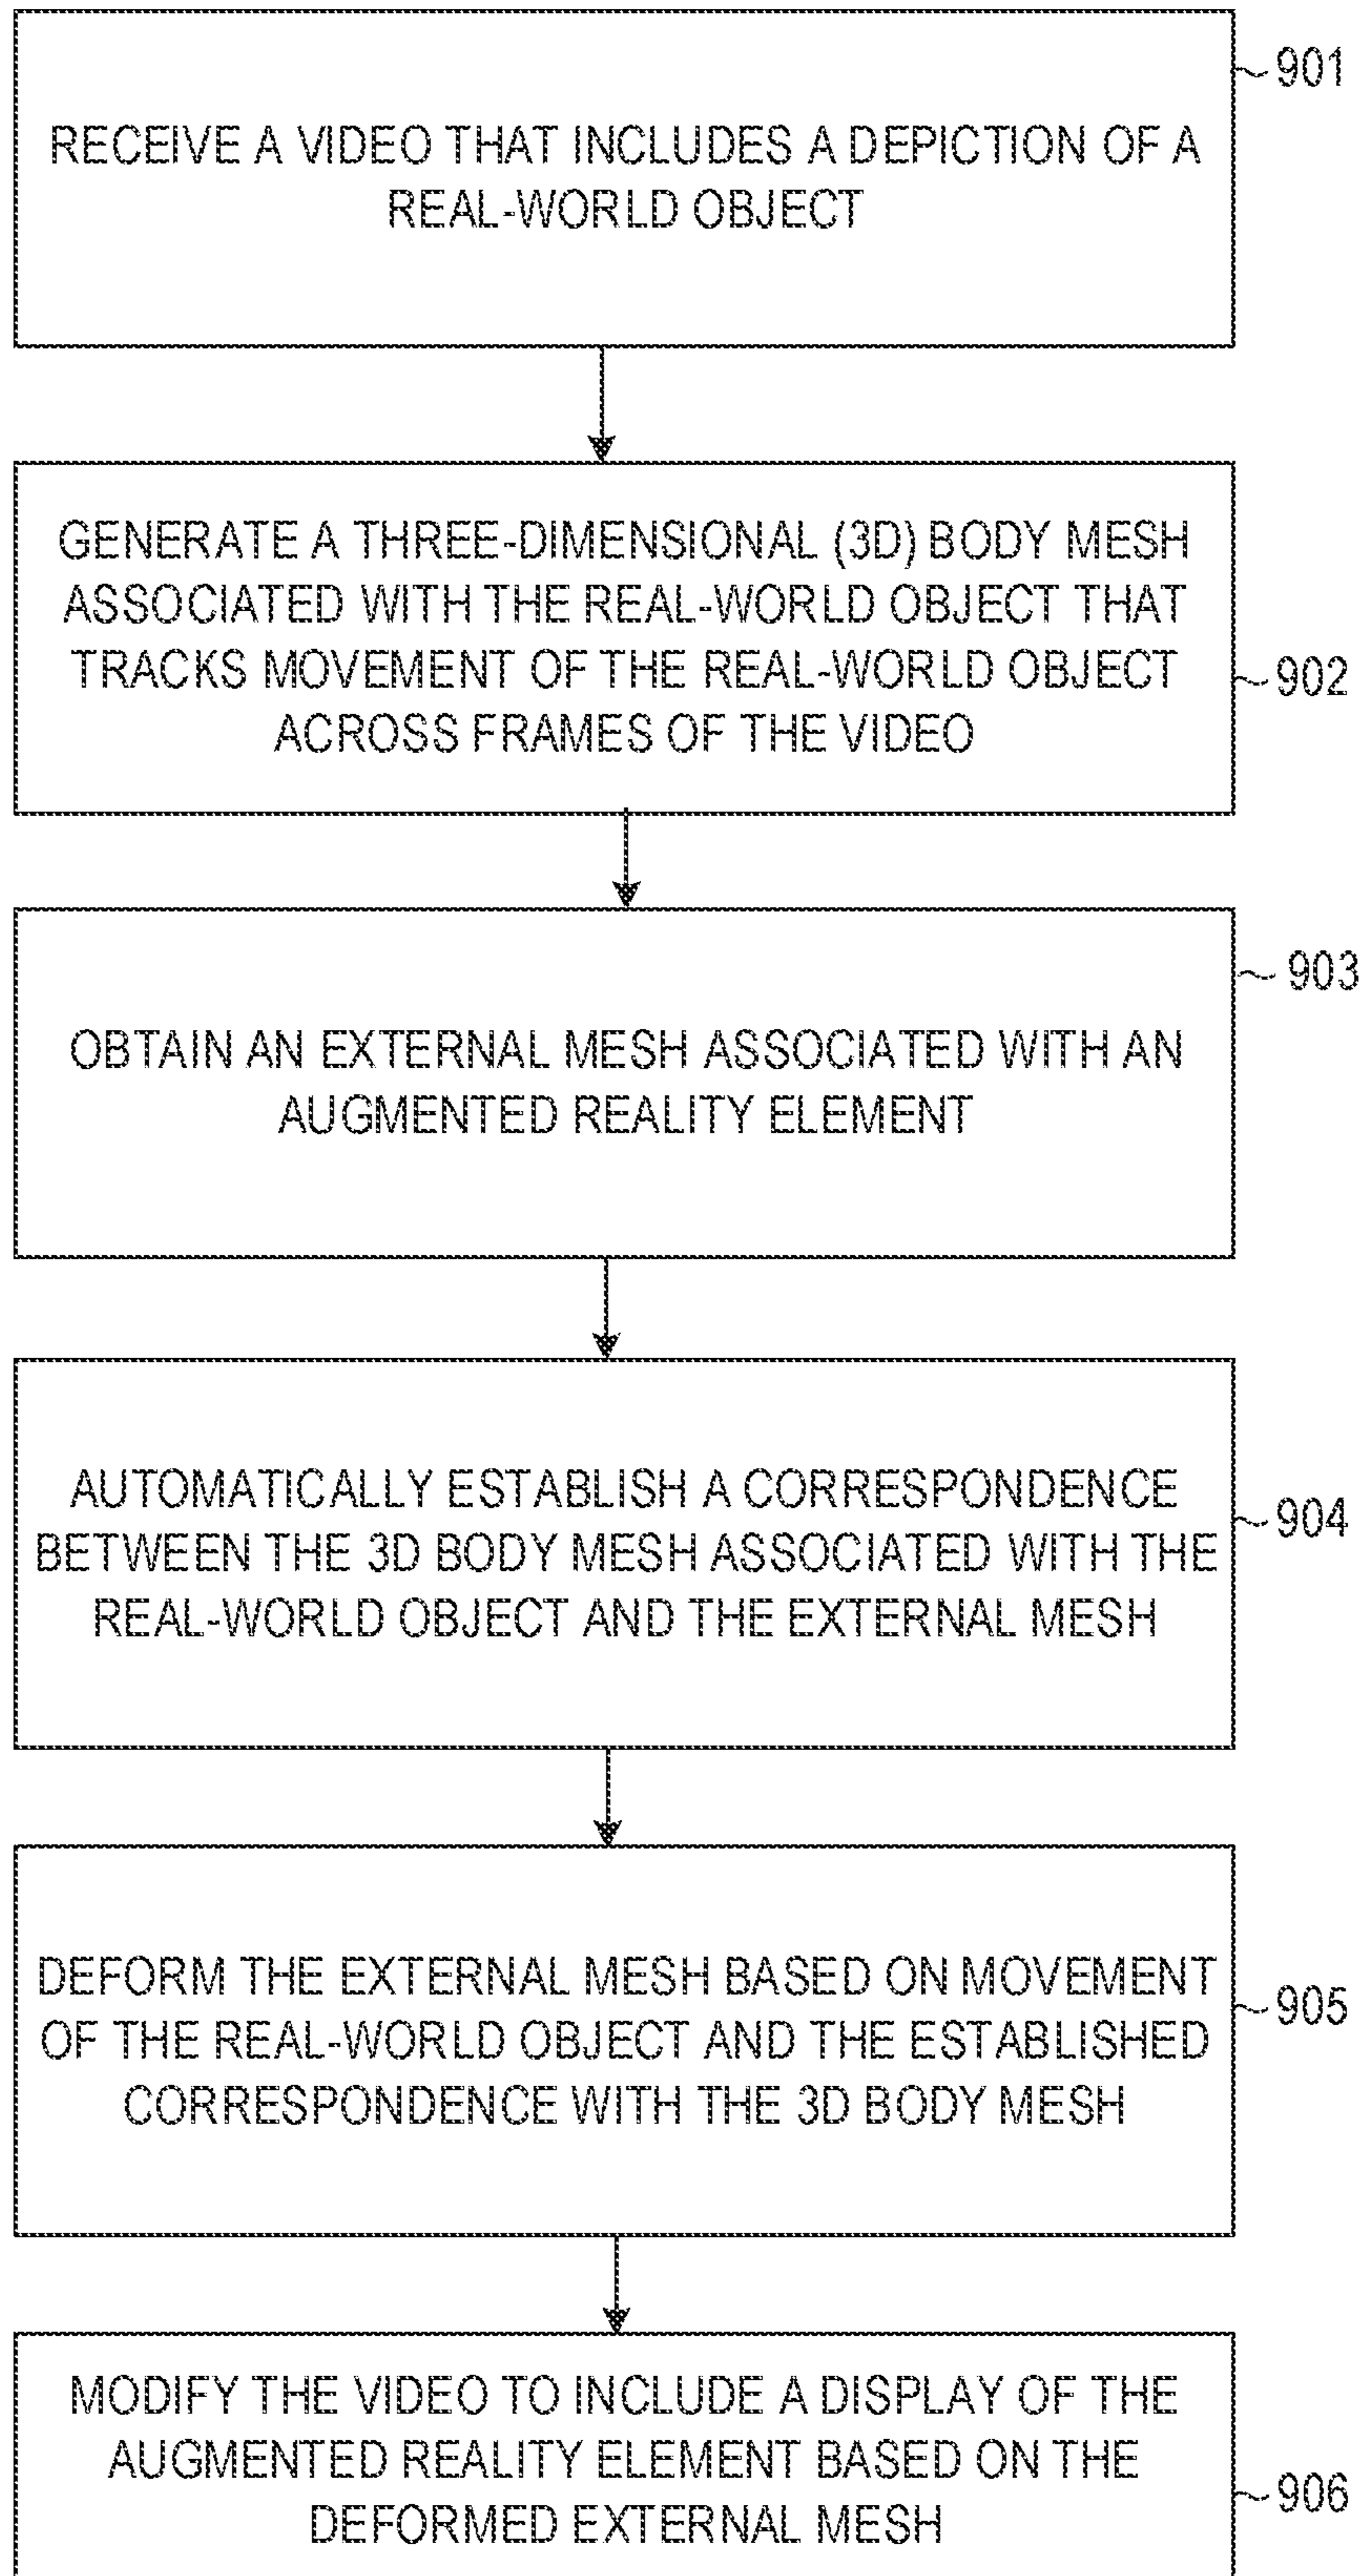 RECEIVE A VIDEO THAT INCLUDES A DEPICTION OF A
REAL-WORLD OBJECT
901
GENERATE A THREE-DIMENSIONAL (3D) BODY MESH
ASSOCIATED WITH THE REAL-WORLD OBJECT THAT
TRACKS MOVEMENT OF THE REAL-WORLD OBJECT
ACROSS FRAMES OF THE VIDEO
902
OBTAIN AN EXTERNAL MESH ASSOCIATED WITH AN
AUGMENTED REALITY ELEMENT
903
AUTOMATICALLY ESTABLISH A CORRESPONDENCE
BETWEEN THE 3D BODY MESH ASSOCIATED WITH THE
REAL-WORLD OBJECT AND THE EXTERNAL MESH
904
DEFORM THE EXTERNAL MESH BASED ON MOVEMENT
OF THE REAL-WORLD OBJECT AND THE ESTABLISHED
CORRESPONDENCE WITH THE 3D BODY MESH
905
MODIFY THE VIDEO TO INCLUDE A DISPLAY OF THE
AUGMENTED REALITY ELEMENT BASED ON THE
DEFORMED EXTERNAL MESH
906